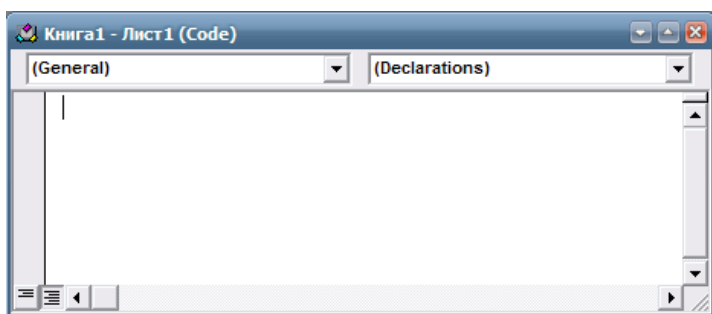 Книга1 - Лист1 (Code)
(General) (Declarations)